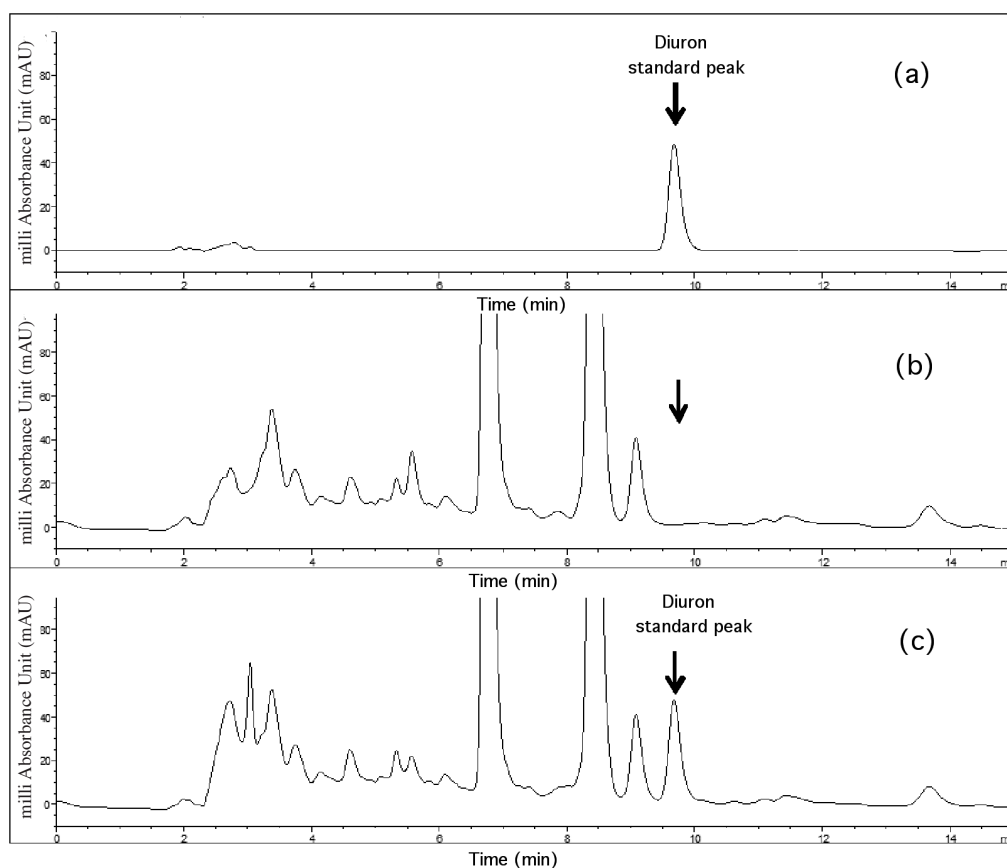 Diuron
standard peak
(a)
milli Absorbance Unit (mAU)
80
60
40
20
0
0 2 4 6 8 10 12 14 m
Time (min)
(b)
milli Absorbance Unit (mAU)
80
60
40
20
0
0 2 4 6 8 10 12 14 m
Time (min)
Diuron
standard peak
(c)
milli Absorbance Unit (mAU)
80
60
40
20
0
0 2 4 6 8 10 12 14 m
Time (min)